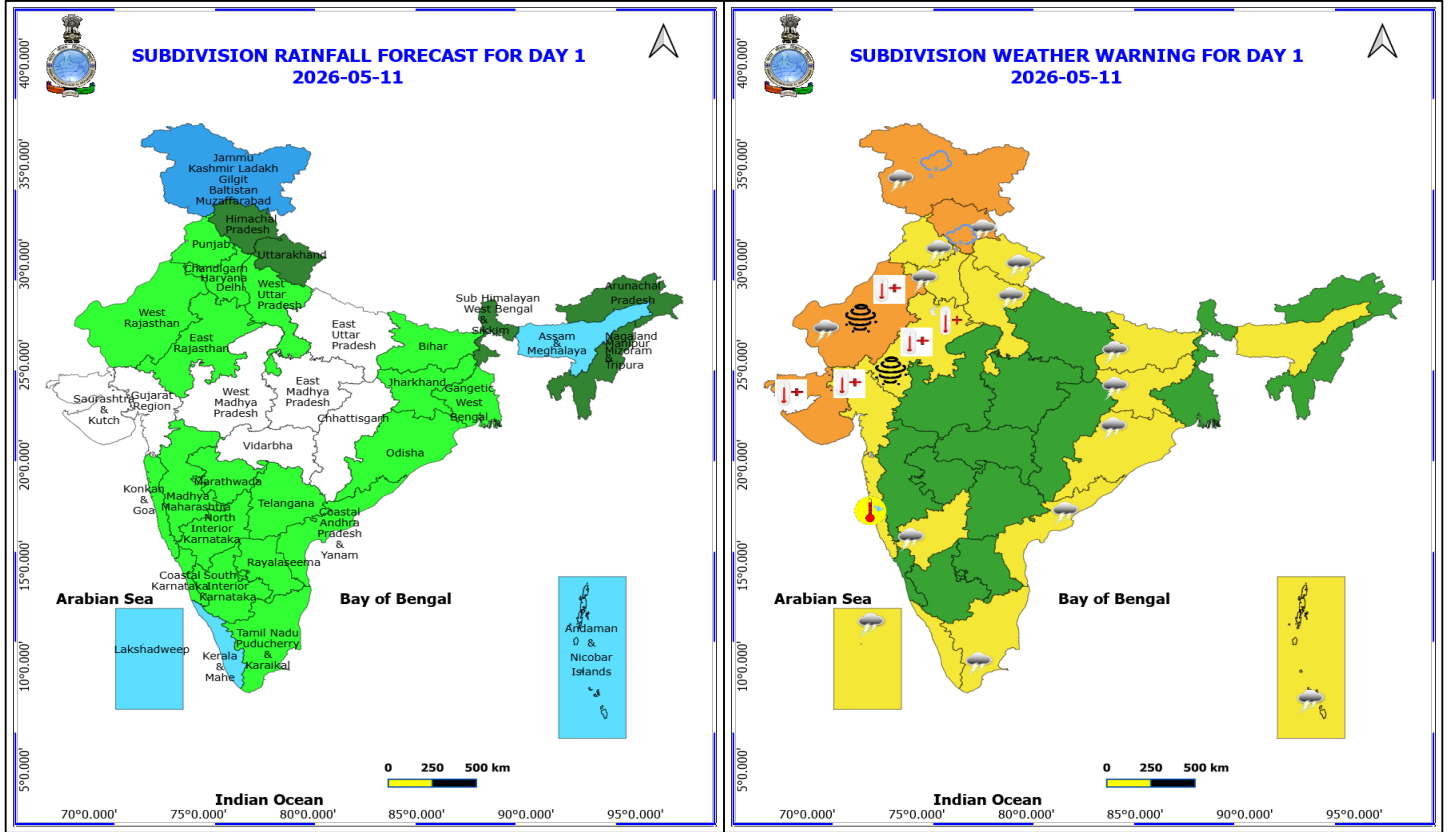 SUBDIVISION RAINFALL FORECAST FOR DAY 1
2026-05-11
40°0.000'
35°0.000'
30°0.000'
25°0.000'
20°0.000'
15°0.000'
10°0.000'
5°0.000'
Jammu
Kashmir Ladakh
Gilgit
Baltistan
Muzaffarabad
Himachal
Pradesh
Punjab
Uttarakhand
Chandigarh
Haryana
Delhi
West
Uttar
Pradesh
West
Rajasthan
East
Rajasthan
East
Uttar
Pradesh
Sub Himalayan
West Bengal
&
Sikkim
Arunachal
Pradesh
Assam
&
Meghalaya
Nagaland
Manipur
Mizoram
&
Tripura
Bihar
Jharkhand
Gangetic
West
Bengal
Saurashtra
&
Kutch
Gujarat
Region
West
Madhya
Pradesh
East
Madhya
Pradesh
Chhattisgarh
Vidarbha
Odisha
Konkan
&
Goa
Madhya
Maharashtra
Marathwada
Telangana
North
Interior
Karnataka
Coastal
Andhra
Pradesh
&
Yanam
Rayalaseema
Coastal
Karnataka
South
Interior
Karnataka
Tamil Nadu
Puducherry
&
Karaikal
Kerala
&
Mahe
Lakshadweep
Andaman
&
Nicobar
Islands
Arabian Sea
Bay of Bengal
Indian Ocean
0 250 500 km
70°0.000' 75°0.000' 80°0.000' 85°0.000' 90°0.000' 95°0.000'
SUBDIVISION WEATHER WARNING FOR DAY 1
2026-05-11
40°0.000'
35°0.000'
30°0.000'
25°0.000'
20°0.000'
15°0.000'
10°0.000'
5°0.000'
Arabian Sea
Bay of Bengal
Indian Ocean
0 250 500 km
70°0.000' 75°0.000' 80°0.000' 85°0.000' 90°0.000' 95°0.000'